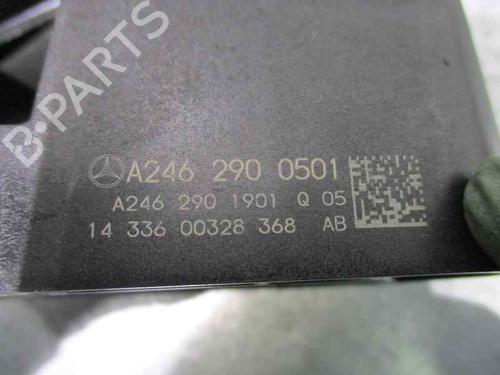 B-PARTS
A246 290 0501
A246 290 1901 Q 05
14 336 00328 368 AB